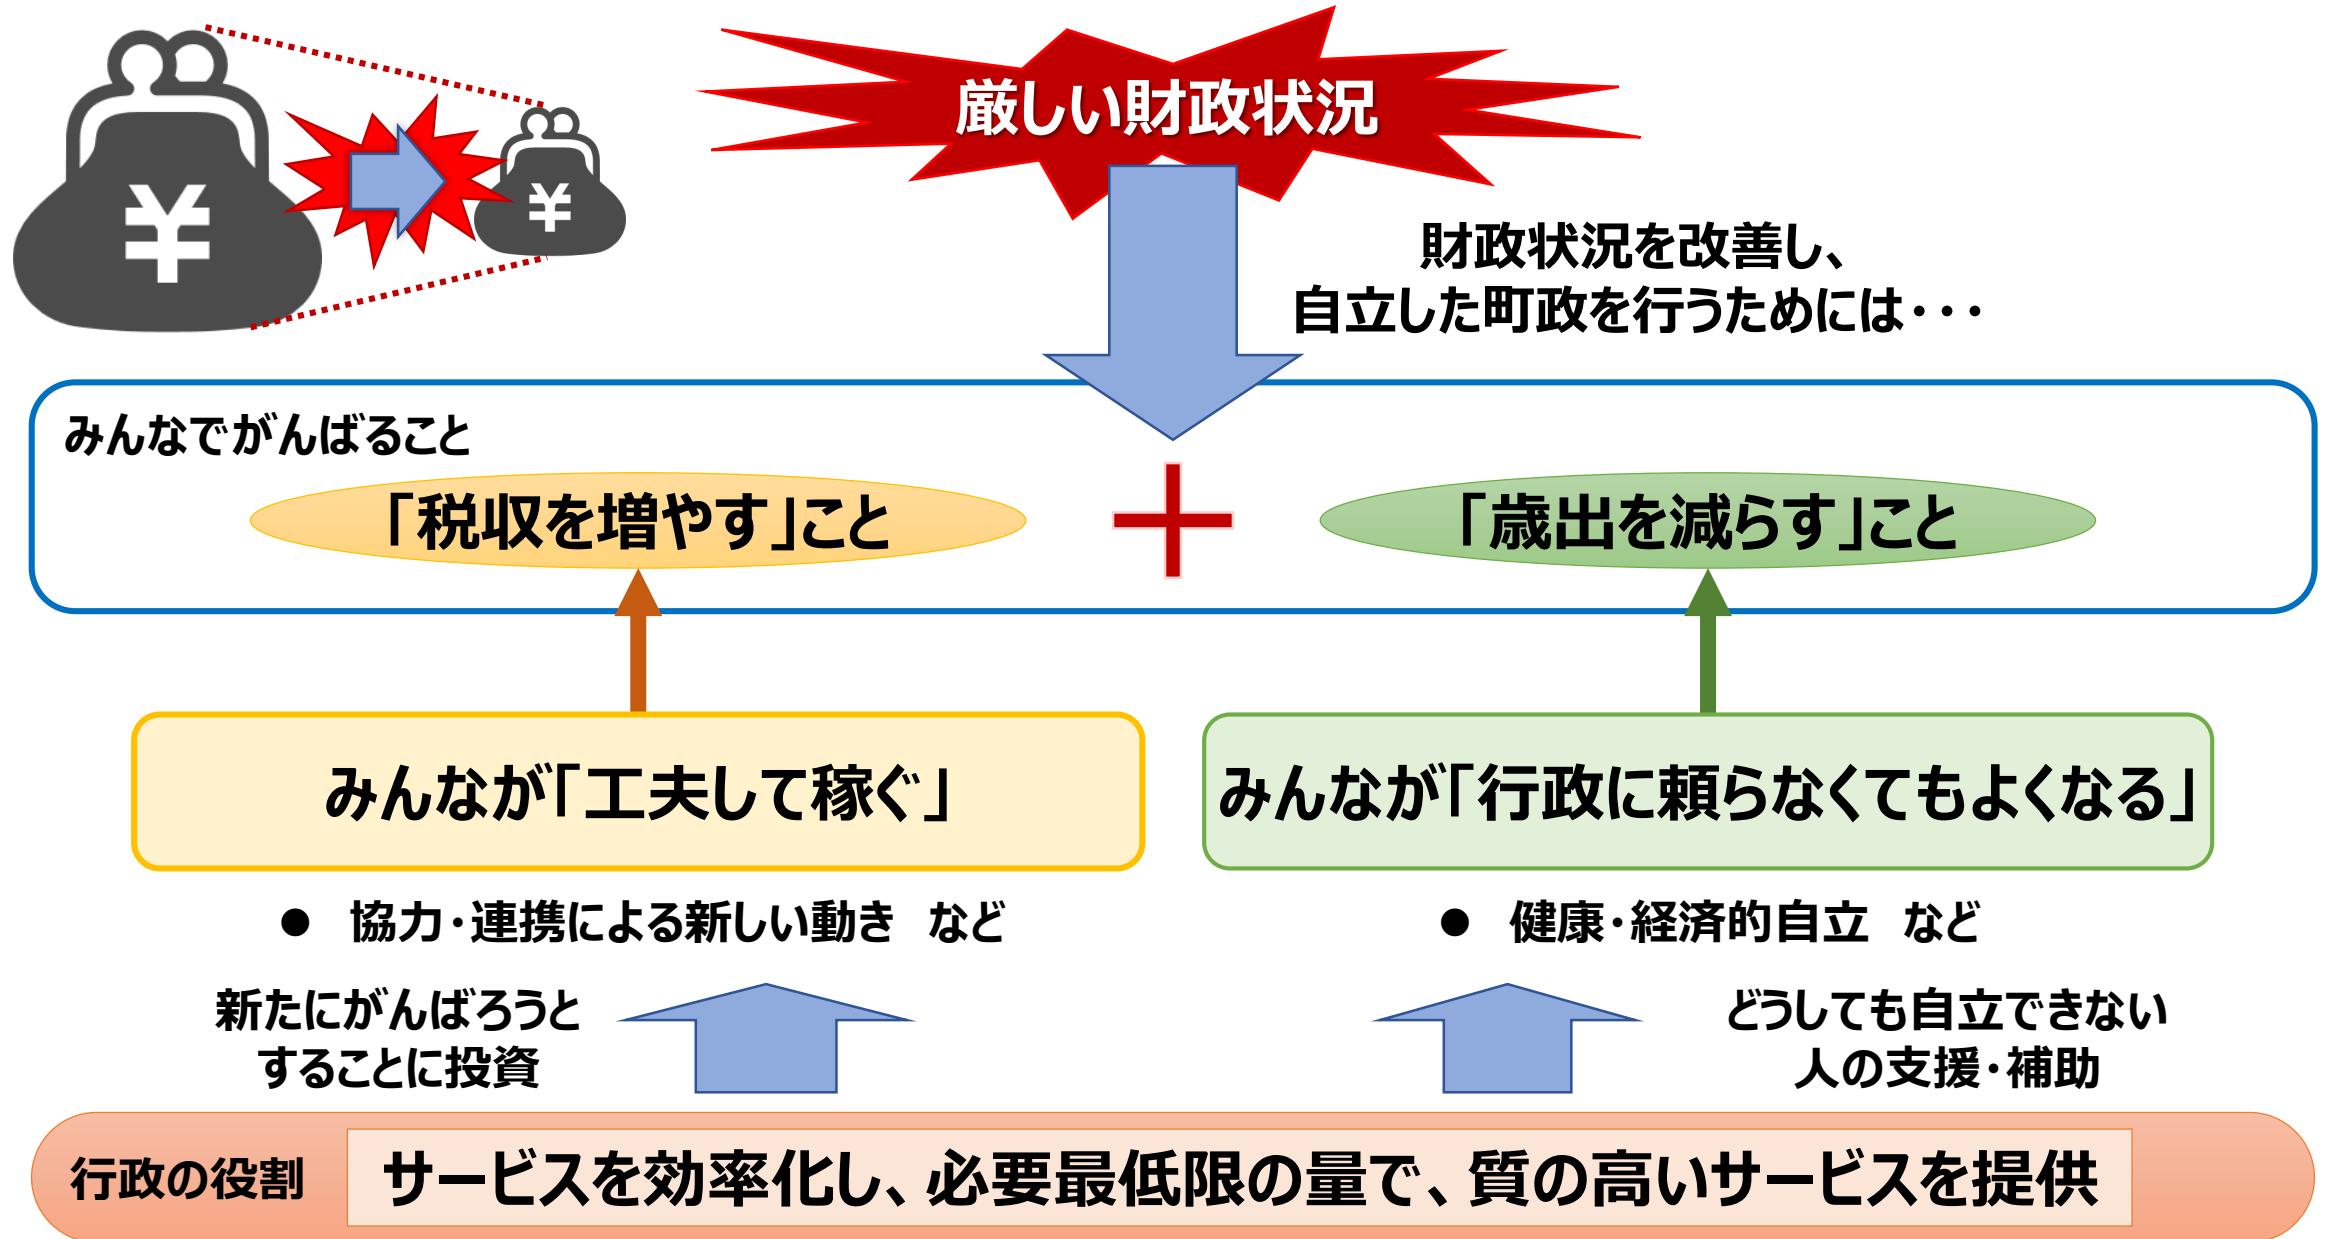 厳しい財政状況
¥
¥
財政状況を改善し、
自立した町政を行うためには・・・
みんなでがんばること
「税収を増やす」こと
「歳出を減らす」こと
みんなが「工夫して稼ぐ」
みんなが「行政に頼らなくてもよくなる」
● 協力・連携による新しい動き など
● 健康・経済的自立 など
新たにがんばろうと
することに投資
どうしても自立できない
人の支援・補助
行政の役割
サービスを効率化し、必要最低限の量で、質の高いサービスを提供